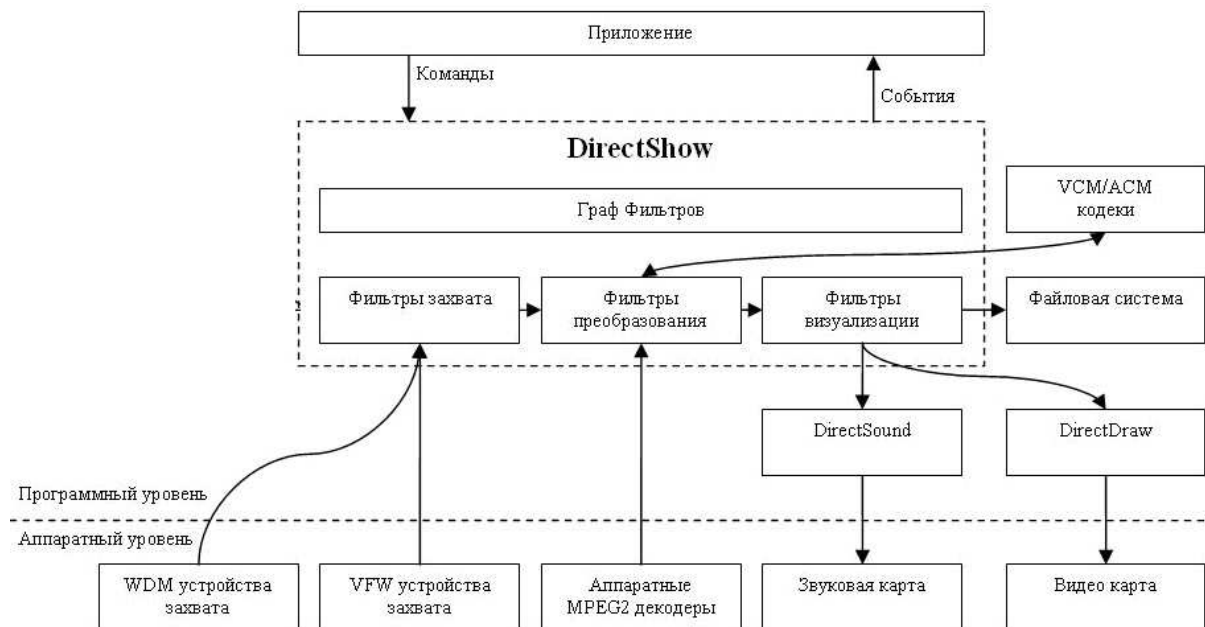 Приложение
Команды
События
DirectShow
Граф Фильтров
VCM/ACM
кодеки
Фильтры захвата
Фильтры
преобразования
Фильтры
визуализации
Файловая система
DirectSound
DirectDraw
Программный уровень
Аппаратный уровень
WDM устройства
захвата
VFW устройства
захвата
Аппаратные
MPEG2 декодеры
Звуковая карта
Видео карта